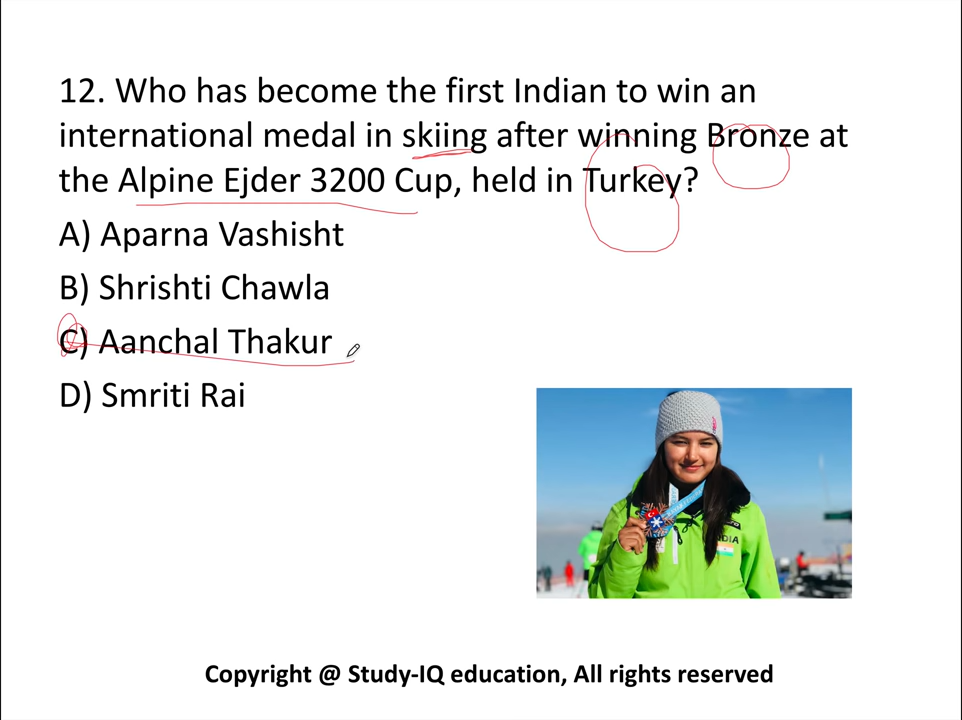 12. Who has become the first Indian to win an
international medal in skiing after winning Bronze at
the Alpine Ejder 3200 Cup, held in Turkey?
A) Aparna Vashisht
B) Shrishti Chawla
C) Aanchal Thakur
D) Smriti Rai
INDIA
Copyright @ Study-IQ education, All rights reserved